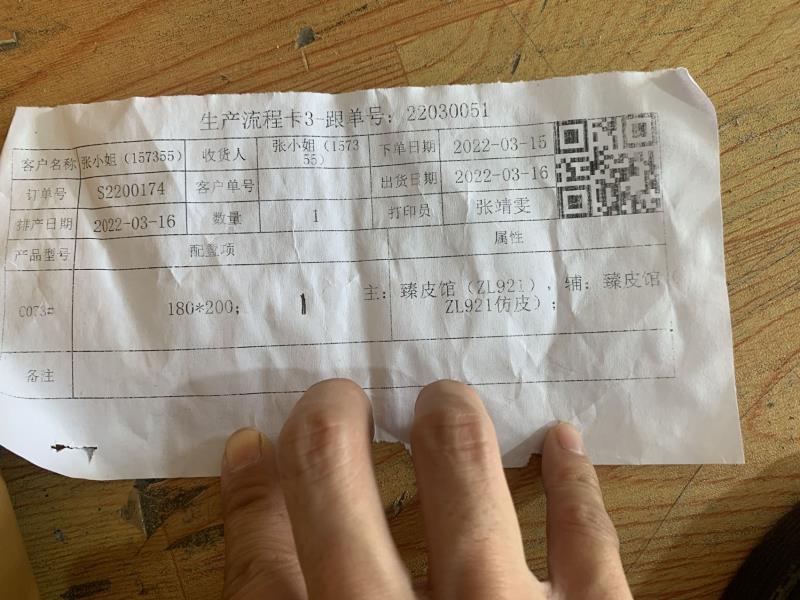 生产流程卡3-跟单号：22030051
客户名称 张小姐（157355） 收货人 张小姐（157355） 下单日期 2022-03-15
订单号 S2200174 客户单号 出货日期 2022-03-16
排产日期 2022-03-16 数量 1 打印员 张靖雯
产品型号 配置项 属性
C073# 180*200； 主：臻皮馆（ZL921），辅：臻皮馆（
ZL921仿皮）；
备注